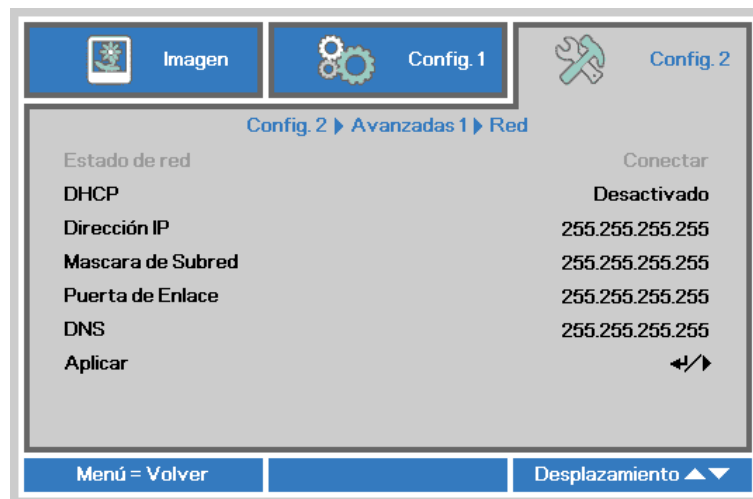 Imagen Config. 1 Config. 2
Config. 2 Avanzadas 1 Red
Estado de red Conectar
DHCP Desactivado
Dirección IP 255.255.255.255
Mascara de Subred 255.255.255.255
Puerta de Enlace 255.255.255.255
DNS 255.255.255.255
Aplicar
Menú = Volver Desplazamiento